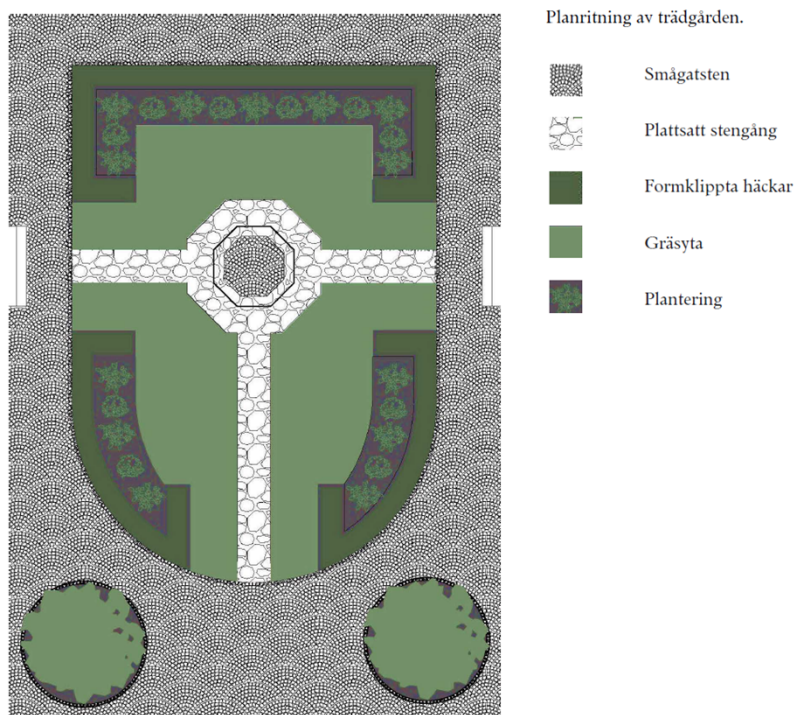 Planritning av trädgården.
Smågatsten
Plattsatt stengång
Formklippta häckar
Gräsyta
Plantering